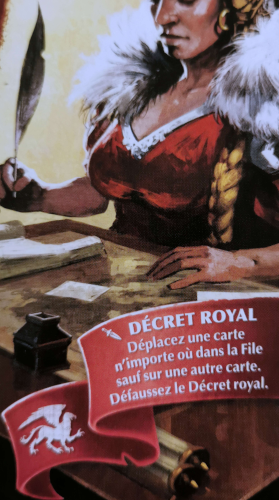 DÉCRET ROYAL
Déplacez une carte
n'importe où dans la File
sauf sur une autre carte.
Défaussez le Décret royal.